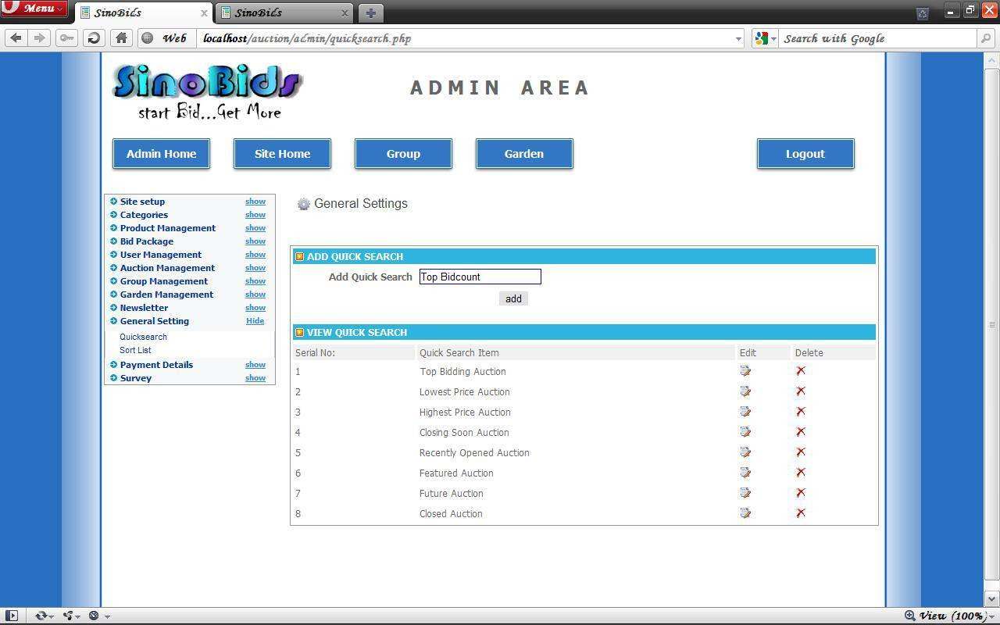 Menu SinoBids SinoBids
Web localhost/auction/admin/quicksearch.php Search with Google
SinoBids
start Bid...Get More
ADMIN AREA
Admin Home Site Home Group Garden Logout
Site setup show
Categories show
Product Management show
Bid Package show
User Management show
Auction Management show
Group Management show
Garden Management show
Newsletter show
General Setting Hide
Quicksearch
Sort List
Payment Details show
Survey show
General Settings
ADD QUICK SEARCH
Add Quick Search Top Bidcount
add
VIEW QUICK SEARCH
Serial No: Quick Search Item Edit Delete
1 Top Bidding Auction
2 Lowest Price Auction
3 Highest Price Auction
4 Closing Soon Auction
5 Recently Opened Auction
6 Featured Auction
7 Future Auction
8 Closed Auction
View (100%)